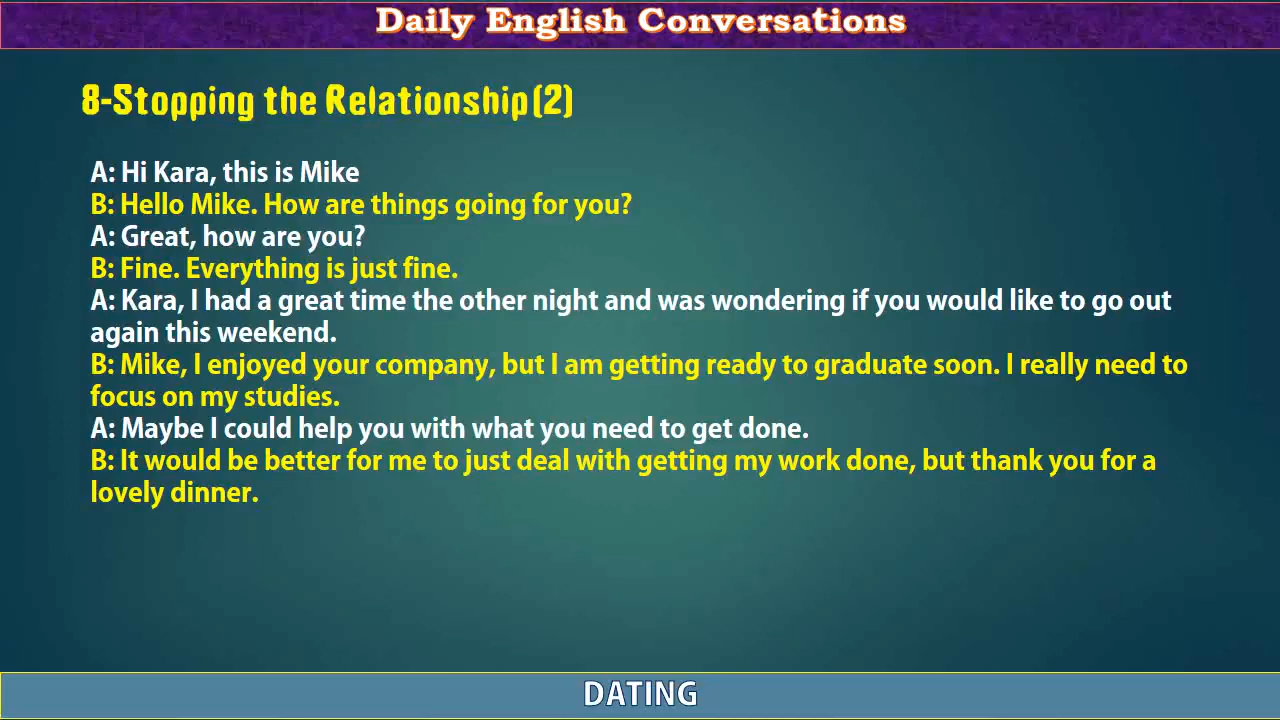 Daily English Conversations
8-Stopping the Relationship(2)
A: Hi Kara, this is Mike
B: Hello Mike. How are things going for you?
A: Great, how are you?
B: Fine. Everything is just fine.
A: Kara, I had a great time the other night and was wondering if you would like to go out
again this weekend.
B: Mike, I enjoyed your company, but I am getting ready to graduate soon. I really need to
focus on my studies.
A: Maybe I could help you with what you need to get done.
B: It would be better for me to just deal with getting my work done, but thank you for a
lovely dinner.
DATING